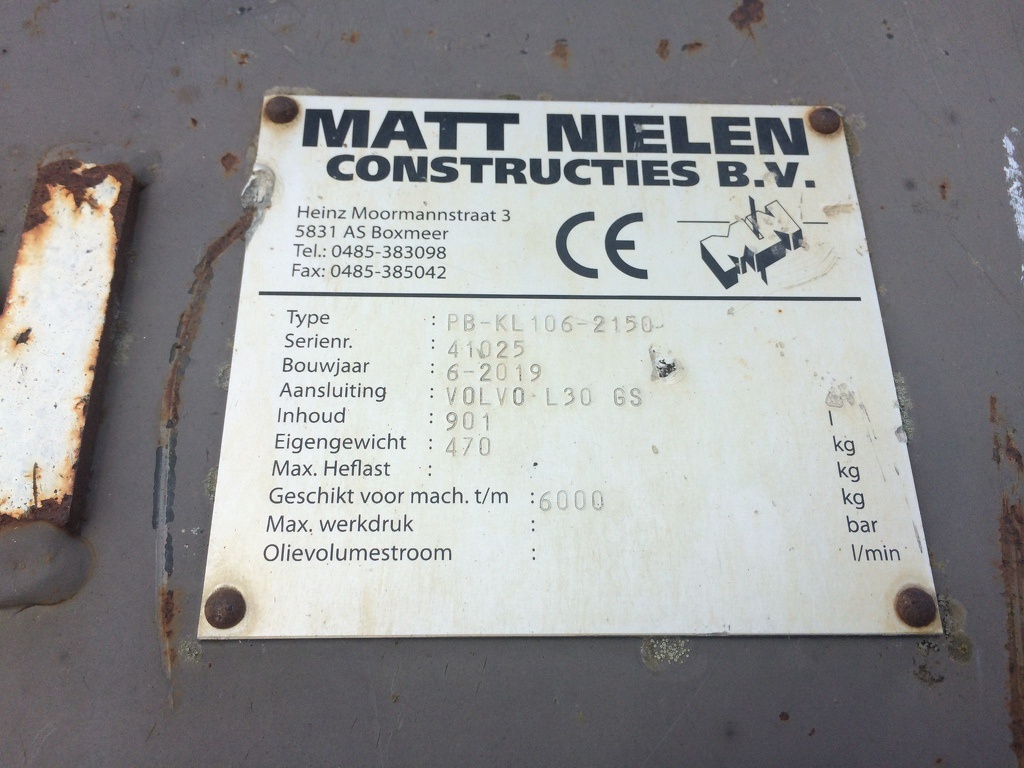 MATT NIELEN
CONSTRUCTIES B.V.
Heinz Moormannstraat 3
5831 AS Boxmeer
Tel.: 0485-383098
Fax: 0485-385042
CE
Type : PB-KL106-2150
Serienr. : 41025
Bouwjaar : 6-2019
Aansluiting : VOLVO L30 GS
Inhoud : 901 l
Eigengewicht : 470 kg
Max. Heflast : kg
Geschikt voor mach. t/m : 6000 kg
Max. werkdruk : bar
Olievolumestroom : l/min